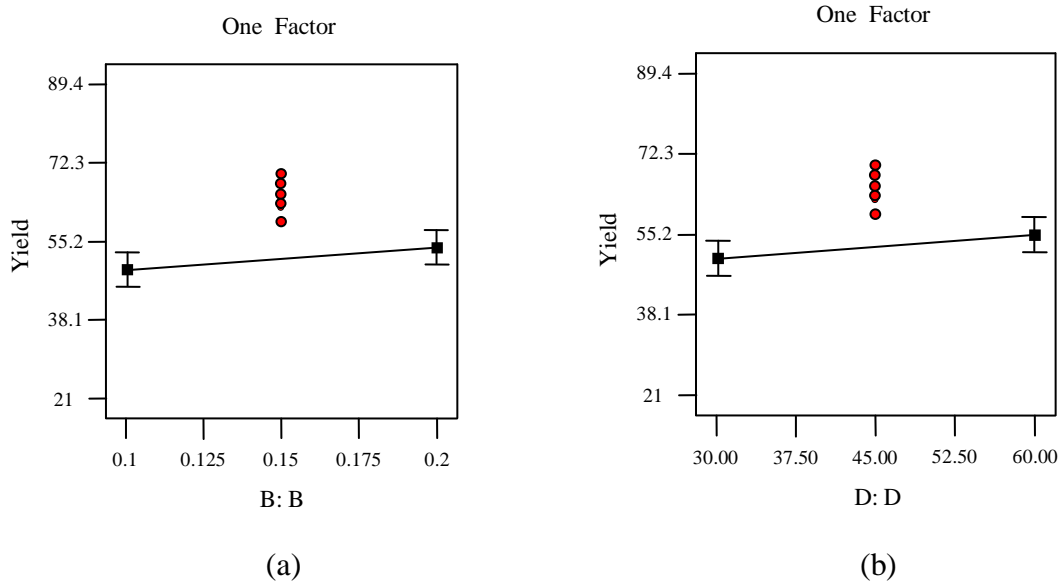 One Factor
89.4
72.3
55.2
38.1
21
Yield
0.1 0.125 0.15 0.175 0.2
B: B
(a)
One Factor
89.4
72.3
55.2
38.1
21
Yield
30.00 37.50 45.00 52.50 60.00
D: D
(b)